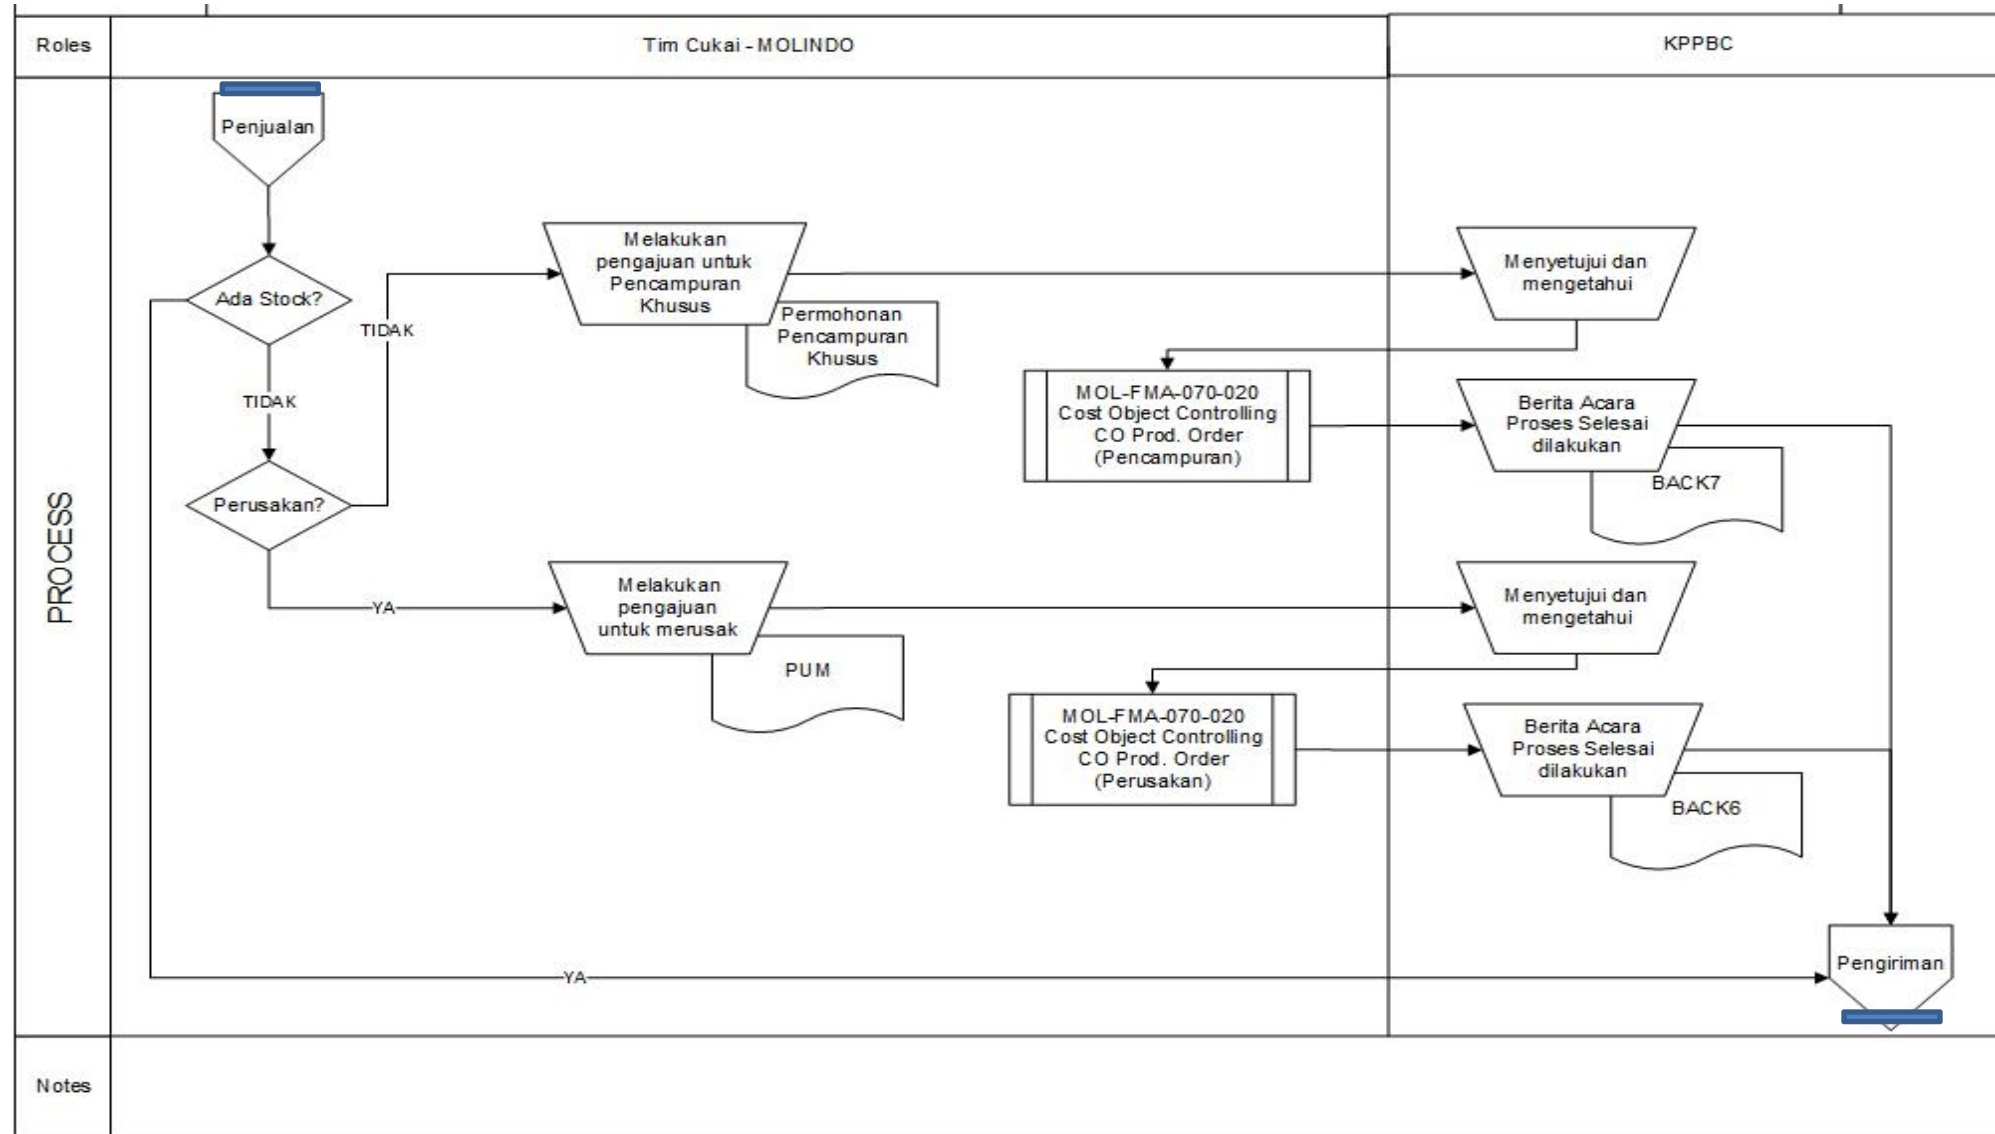 Roles
Tim Cukai - MOLINDO
KPPBC
PROCESS
Penjualan
Ada Stock?
TIDAK
TIDAK
Perusakan?
YA
Melakukan
pengajuan untuk
Pencampuran
Khusus
Permohonan
Pencampuran
Khusus
Menyetujui dan
mengetahui
MOL-FMA-070-020
Cost Object Controlling
CO Prod. Order
(Pencampuran)
Berita Acara
Proses Selesai
dilakukan
BACK7
Melakukan
pengajuan
untuk merusak
PUM
Menyetujui dan
mengetahui
MOL-FMA-070-020
Cost Object Controlling
CO Prod. Order
(Perusakan)
Berita Acara
Proses Selesai
dilakukan
BACK6
YA
Pengiriman
Notes